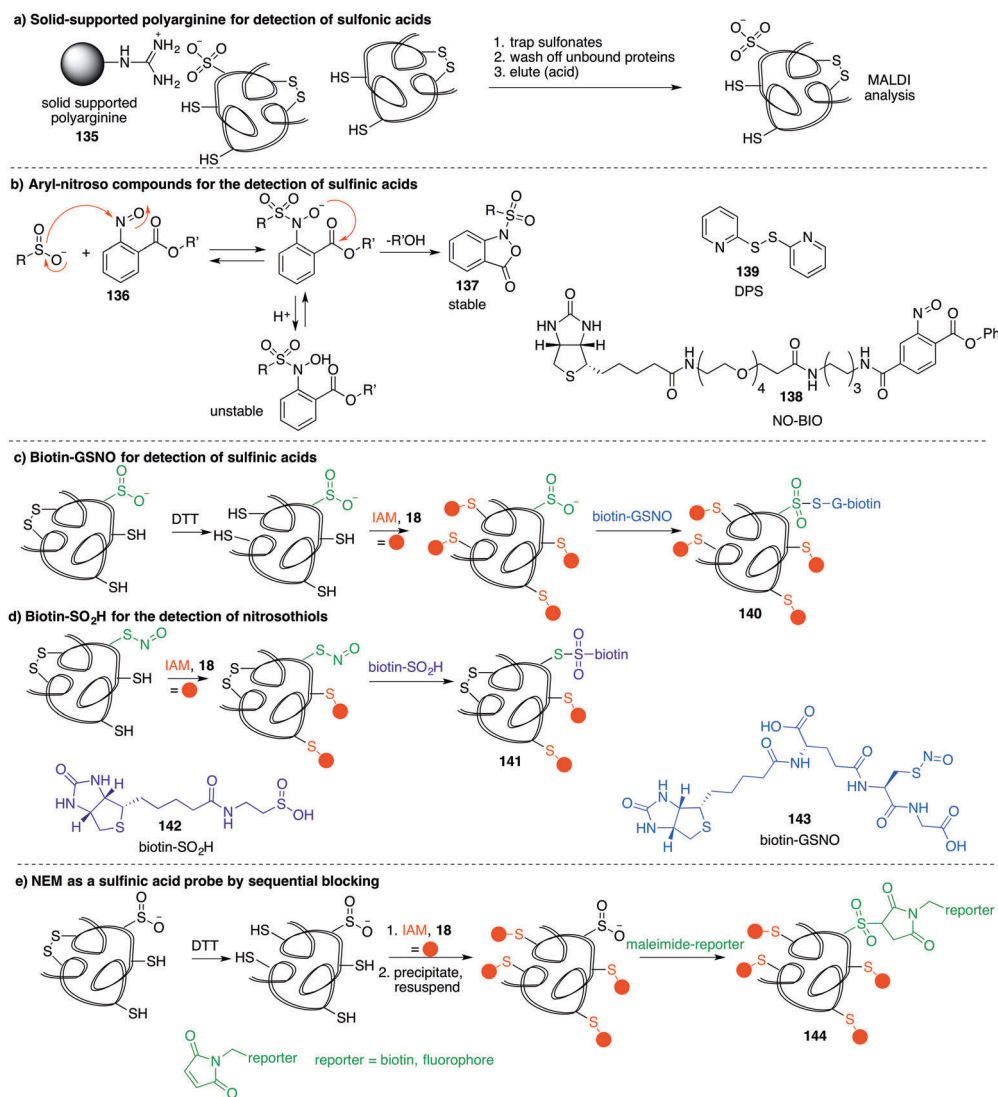 a) Solid-supported polyarginine for detection of sulfonic acids
solid supported
polyarginine
135
1. trap sulfonates
2. wash off unbound proteins
3. elute (acid)
MALDI
analysis
b) Aryl-nitroso compounds for the detection of sulfinic acids
136
-R'OH
137
stable
H+
unstable
139
DPS
138
NO-BIO
c) Biotin-GSNO for detection of sulfinic acids
DTT
IAM, 18
=
biotin-GSNO
S–G-biotin
140
d) Biotin-SO2H for the detection of nitrosothiols
IAM, 18
=
biotin-SO2H
biotin
141
142
biotin-SO2H
143
biotin-GSNO
e) NEM as a sulfinic acid probe by sequential blocking
DTT
1. IAM, 18
=
2. precipitate,
resuspend
maleimide-reporter
reporter
144
reporter
reporter = biotin, fluorophore